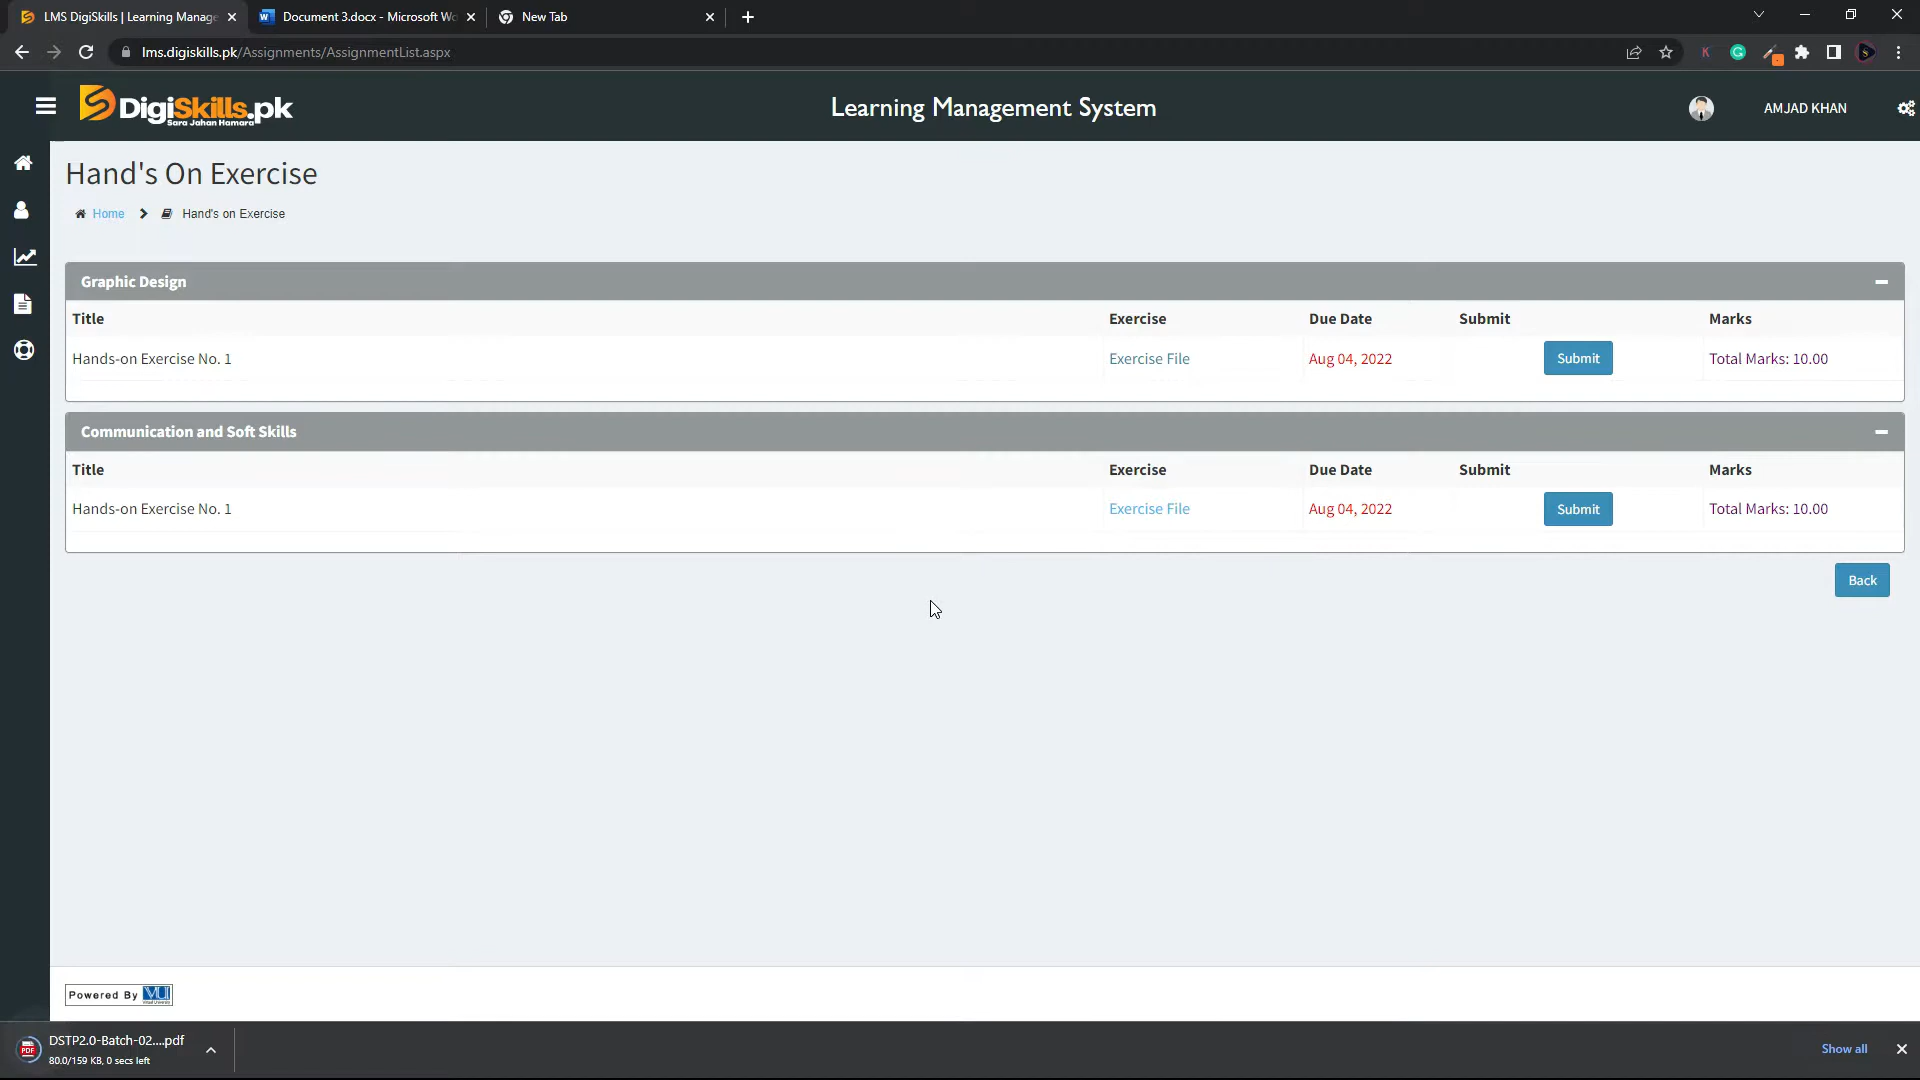 LMS DigiSkills | Learning Manage
Document 3.docx - Microsoft Wo
New Tab
lms.digiskills.pk/Assignments/AssignmentList.aspx
DigiSkills.pk
Sara Jahan Hamara
Learning Management System
AMJAD KHAN
Hand's On Exercise
Home
Hand's on Exercise
Graphic Design
Title Exercise Due Date Submit Marks
Hands-on Exercise No. 1 Exercise File Aug 04, 2022 Submit Total Marks: 10.00
Communication and Soft Skills
Title Exercise Due Date Submit Marks
Hands-on Exercise No. 1 Exercise File Aug 04, 2022 Submit Total Marks: 10.00
Back
Powered By VU
PDF
DSTP2.0-Batch-02....pdf
80.0/159 KB, 0 secs left
Show all